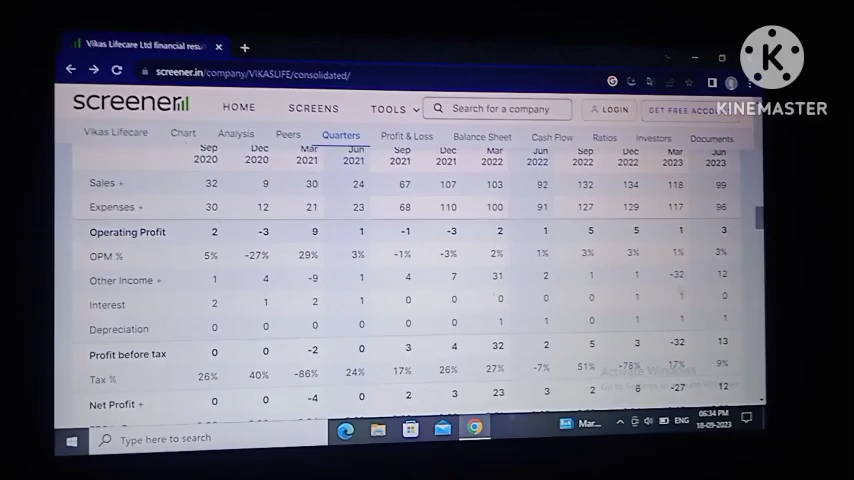 Vikas Lifecare Ltd financial resu
screener.in/company/VIKASLIFE/consolidated/
KINEMASTER
screener HOME SCREENS TOOLS Search for a company LOGIN GET FREE ACCOU
Vikas Lifecare Chart Analysis Peers Quarters Profit & Loss Balance Sheet Cash Flow Ratios Investors Documents
Sep 2020 Dec 2020 Mar 2021 Jun 2021 Sep 2021 Dec 2021 Mar 2022 Jun 2022 Sep 2022 Dec 2022 Mar 2023 Jun 2023
Sales + 32 9 30 24 67 107 103 92 132 134 118 99
Expenses + 30 12 21 23 68 110 100 91 127 129 117 96
Operating Profit 2 -3 9 1 -1 -3 2 1 5 5 1 3
OPM % 5% -27% 29% 3% -1% -3% 2% 1% 3% 3% 1% 3%
Other Income + 1 4 -9 1 4 7 31 2 1 1 -32 12
Interest 2 1 2 1 0 0 0 0 0 1 1 0
Depreciation 0 0 0 0 0 0 1 1 0 1 1 1
Profit before tax 0 0 -2 0 3 4 32 2 5 3 -32 13
Tax % 26% 40% -86% 24% 17% 26% 27% -7% 51% -78% 17% 9%
Activate Windows
Net Profit + 0 0 -4 0 2 3 23 3 2 6 -27 12
Type here to search
Mar... ENG
06:34 PM
18-09-2023